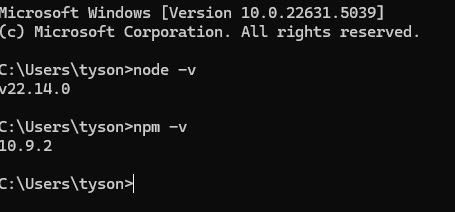 Microsoft Windows [Version 10.0.22631.5039]
(c) Microsoft Corporation. All rights reserved.
C:\Users\tyson>node -v
v22.14.0
C:\Users\tyson>npm -v
10.9.2
C:\Users\tyson>